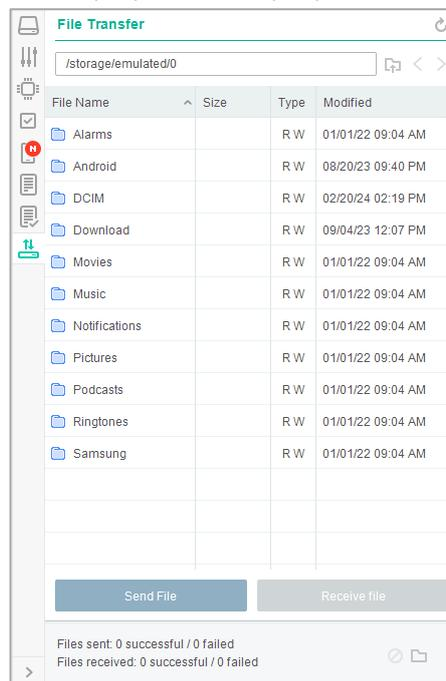 File Transfer
/storage/emulated/0
File Name Size Type Modified
Alarms R W 01/01/22 09:04 AM
Android R W 08/20/23 09:40 PM
DCIM R W 02/20/24 02:19 PM
Download R W 09/04/23 12:07 PM
Movies R W 01/01/22 09:04 AM
Music R W 01/01/22 09:04 AM
Notifications R W 01/01/22 09:04 AM
Pictures R W 01/01/22 09:04 AM
Podcasts R W 01/01/22 09:04 AM
Ringtones R W 01/01/22 09:04 AM
Samsung R W 01/01/22 09:04 AM
N
Send File Receive file
Files sent: 0 successful / 0 failed
Files received: 0 successful / 0 failed